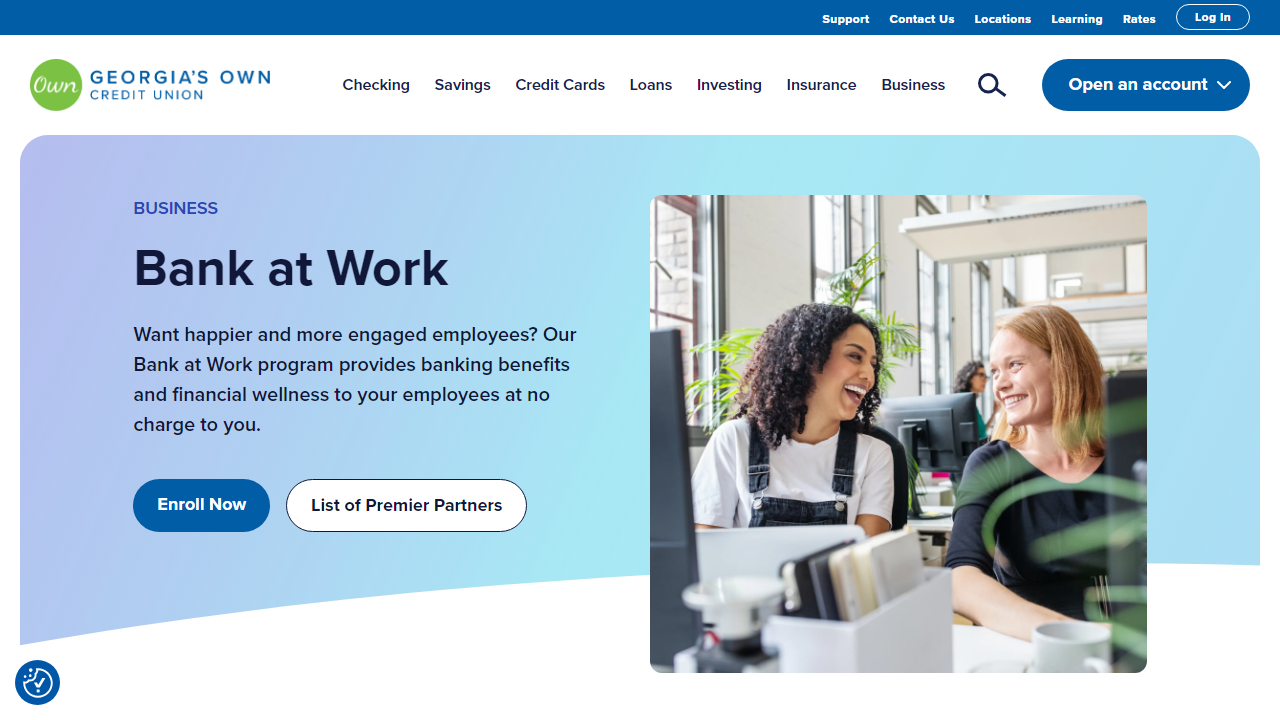 Support Contact Us Locations Learning Rates Log In
Own GEORGIA'S OWN
CREDIT UNION
Checking Savings Credit Cards Loans Investing Insurance Business Open an account
BUSINESS
Bank at Work
Want happier and more engaged employees? Our
Bank at Work program provides banking benefits
and financial wellness to your employees at no
charge to you.
Enroll Now List of Premier Partners